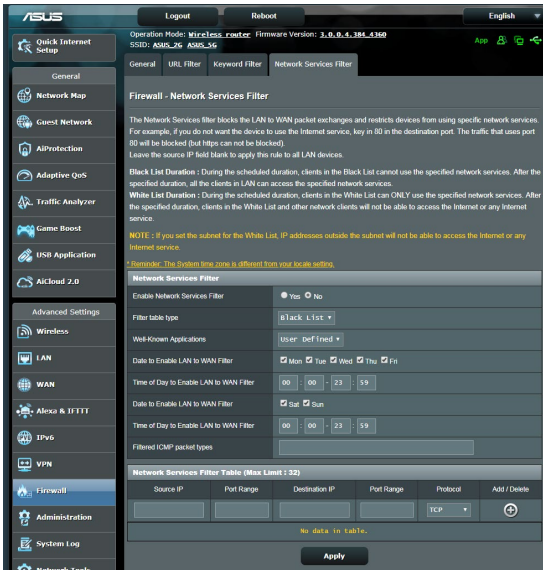 ASUS
Logout
Reboot
English
Quick Internet
Setup
Operation Mode: Wireless router Firmware Version: 3.0.0.4.384_4360
SSID: ASUS_2G ASUS_5G
App
General
URL Filter
Keyword Filter
Network Services Filter
General
Network Map
Guest Network
AiProtection
Adaptive QoS
Traffic Analyzer
Game Boost
USB Application
AiCloud 2.0
Advanced Settings
Wireless
LAN
WAN
Alexa & IFTTT
IPv6
VPN
Firewall
Administration
System Log
Network Tools
Firewall - Network Services Filter
The Network Services filter blocks the LAN to WAN packet exchanges and restricts devices from using specific network services.
For example, if you do not want the device to use the Internet service, key in 80 in the destination port. The traffic that uses port
80 will be blocked (but https can not be blocked).
Leave the source IP field blank to apply this rule to all LAN devices.
Black List Duration : During the scheduled duration, clients in the Black List cannot use the specified network services. After the
specified duration, all the clients in LAN can access the specified network services.
White List Duration : During the scheduled duration, clients in the White List can ONLY use the specified network services. After
the specified duration, clients in the White List and other network clients will not be able to access the Internet or any Internet
service.
NOTE : If you set the subnet for the White List, IP addresses outside the subnet will not be able to access the Internet or any
Internet service.
* Reminder: The System time zone is different from your locale setting.
Network Services Filter
Enable Network Services Filter
Yes No
Filter table type
Black List
Well-Known Applications
User Defined
Date to Enable LAN to WAN Filter
Mon Tue Wed Thu Fri
Time of Day to Enable LAN to WAN Filter
00 : 00 - 23 : 59
Date to Enable LAN to WAN Filter
Sat Sun
Time of Day to Enable LAN to WAN Filter
00 : 00 - 23 : 59
Filtered ICMP packet types
Network Services Filter Table (Max Limit : 32)
Source IP
Port Range
Destination IP
Port Range
Protocol
Add / Delete
TCP
No data in table.
Apply